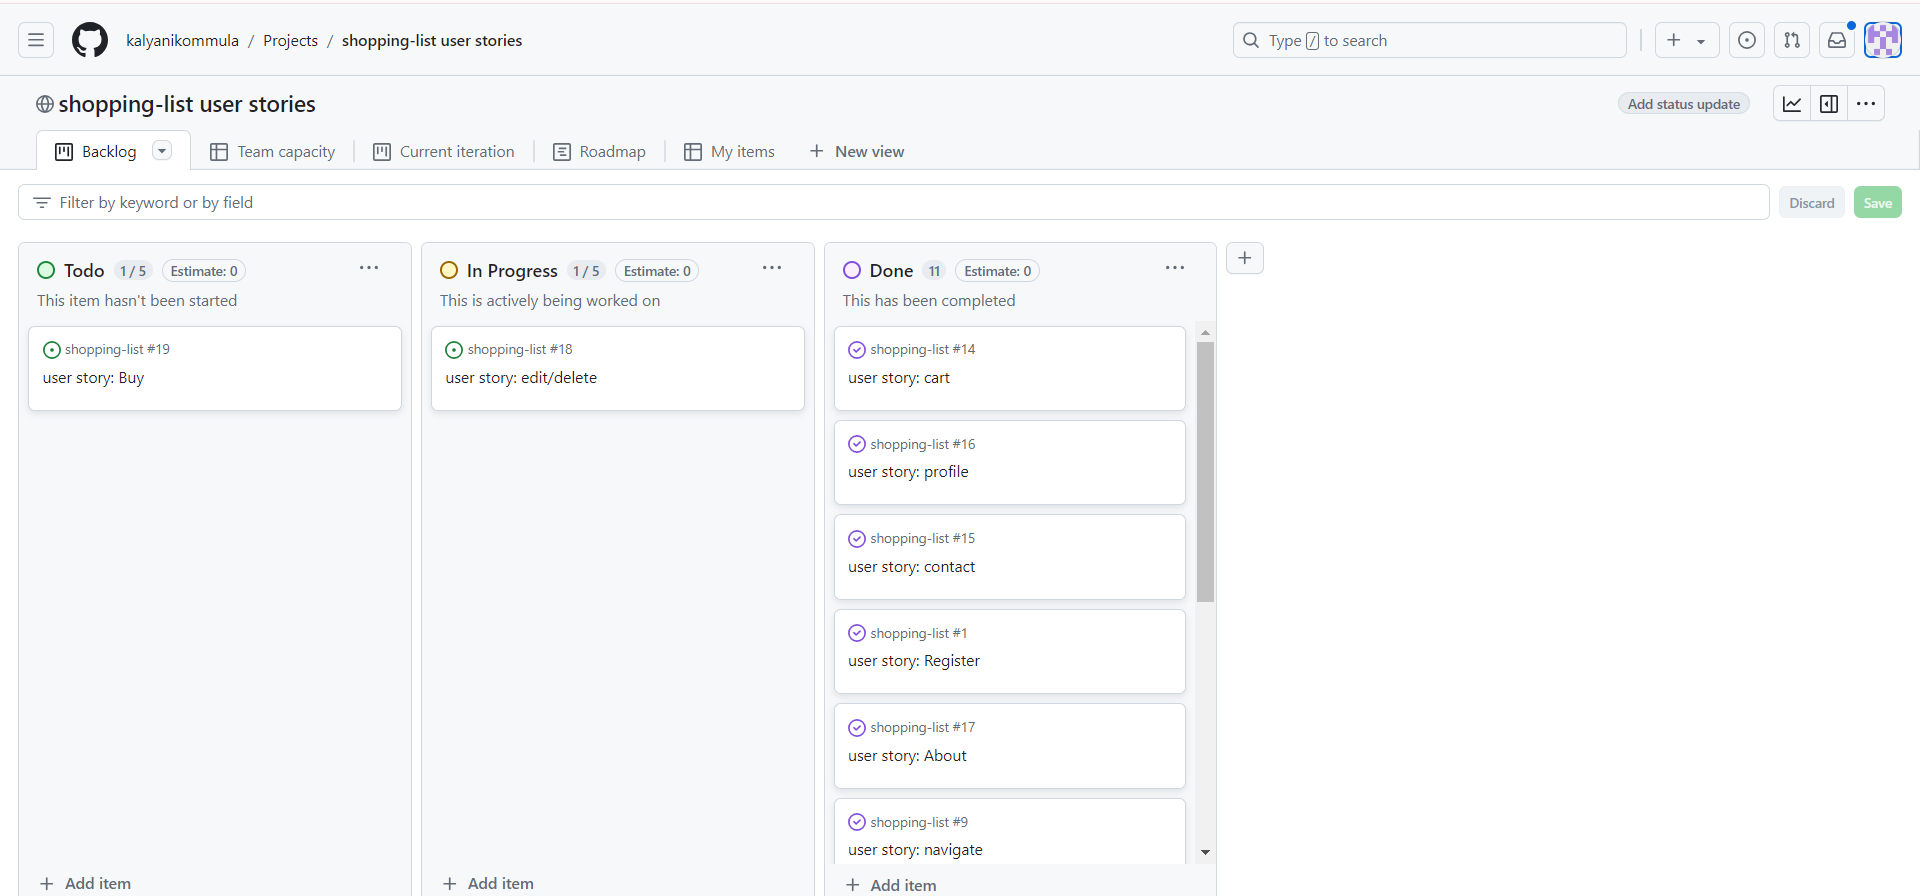 kalyanikommula / Projects / shopping-list user stories
Type / to search
shopping-list user stories
Add status update
Backlog
Team capacity
Current iteration
Roadmap
My items
New view
Filter by keyword or by field
Discard
Save
Todo 1 / 5 Estimate: 0
This item hasn't been started
shopping-list #19
user story: Buy
Add item
In Progress 1 / 5 Estimate: 0
This is actively being worked on
shopping-list #18
user story: edit/delete
Add item
Done 11 Estimate: 0
This has been completed
shopping-list #14
user story: cart
shopping-list #16
user story: profile
shopping-list #15
user story: contact
shopping-list #1
user story: Register
shopping-list #17
user story: About
shopping-list #9
user story: navigate
Add item